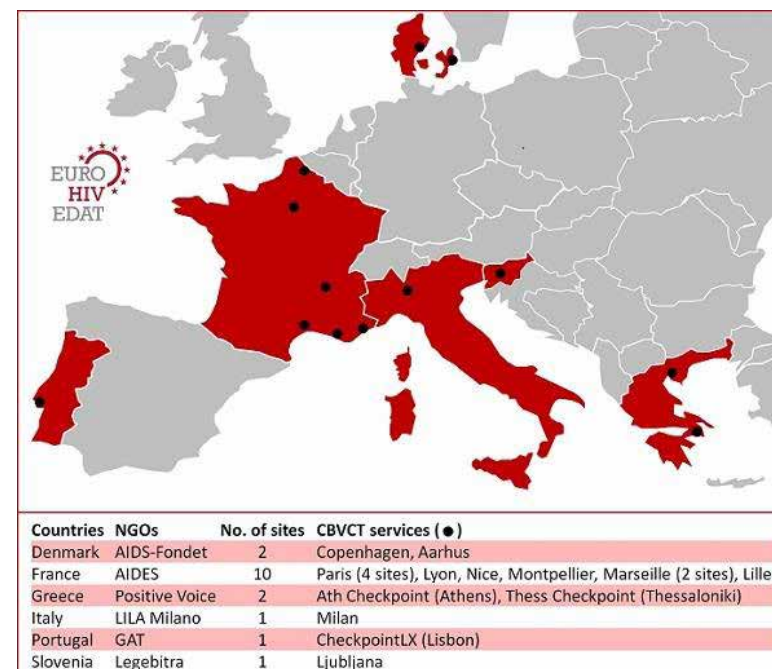 EURO
HIV
EDAT
Countries NGOs No. of sites CBVCT services (●)
Denmark AIDS-Fondet 2 Copenhagen, Aarhus
France AIDES 10 Paris (4 sites), Lyon, Nice, Montpellier, Marseille (2 sites), Lille
Greece Positive Voice 2 Ath Checkpoint (Athens), Thess Checkpoint (Thessaloniki)
Italy LILA Milano 1 Milan
Portugal GAT 1 CheckpointLX (Lisbon)
Slovenia Legebitra 1 Ljubljana